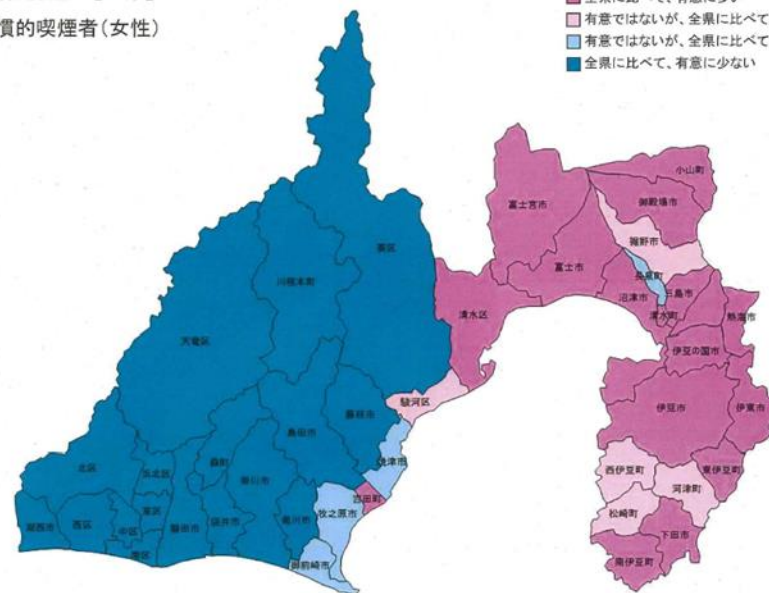 慣的喫煙者(女性)
有意ではないが、全県に比べて
有意ではないが、全県に比べて
全県に比べて、有意に少ない
小山町
御殿場市
富士宮市
裾野市
葵区
富士市
長泉町
川根本町
沼津市
三島市
清水区
清水町
熱海市
天竜区
伊豆の国市
駿河区
伊豆市
伊東市
藤枝市
島田市
焼津市
北区
浜北区
森町
掛川市
西伊豆町
東伊豆町
河津町
吉田町
松崎町
東区
牧之原市
湖西市
西区
中区
磐田市
袋井市
菊川市
下田市
南区
御前崎市
南伊豆町